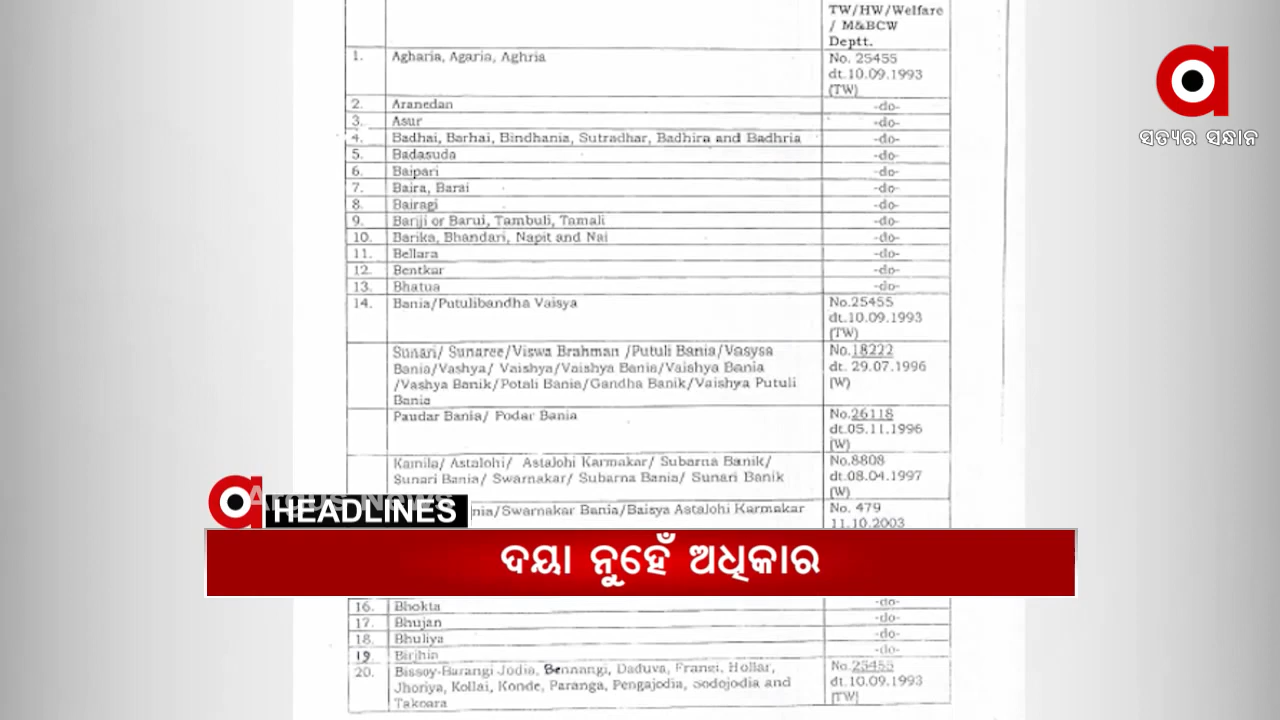 TW/HW/Welfare
/ M&BCW
Deptt.
1. Agharia, Agaria, Aghria No. 25455
dt.10.09.1993
(TW)
2. Aranedan -do-
3. Asur -do-
4. Badhai, Barhai, Bindhania, Sutradhar, Badhira and Badhria -do-
5. Badasuda -do-
6. Baipari -do-
7. Baira, Barai -do-
8. Bairagi -do-
9. Bariji or Barui, Tambuli, Tamali -do-
10. Barika, Bhandari, Napit and Nai -do-
11. Bellara -do-
12. Bentkar -do-
13. Bhatua -do-
14. Bania/Putulibandha Vaisya No.25455
dt.10.09.1993
(TW)
Sunari/ Sunaree/Viswa Brahman /Putuli Bania/Vasysa No.18222
Bania/Vashya/ Vaishya/Vaishya Bania/Vaishya Bania dt. 29.07.1996
/Vashya Banik/Potali Bania/Gandha Banik/Vaishya Putuli (W)
Bania
Paudar Bania/ Podar Bania No.26118
dt.05.11.1996
(W)
Kamila/ Astalohi/ Astalohi Karmakar/ Subarna Banik/ No.8808
Sunari Bania/ Swarnakar/ Subarna Bania/ Sunari Banik dt.08.04.1997
(W)
nia/Swarnakar Bania/Baisya Astalohi Karmakar No. 479
11.10.2003
16. Bhokta -do-
17. Bhujan -do-
18. Bhuliya -do-
19 Birjhia -do-
20. Bissoy-Barangi Jodia, Bennangi, Daduva, Frangi, Hollar, No.25455
Jhoriya, Kollai, Konde, Paranga, Pengajodia, Sodojodia and dt.10.09.1993
Takoara (TW)
ସତ୍ୟର ସନ୍ଧାନ
Argus News
HEADLINES
ଦୟା ନୁହେଁ ଅଧିକାର